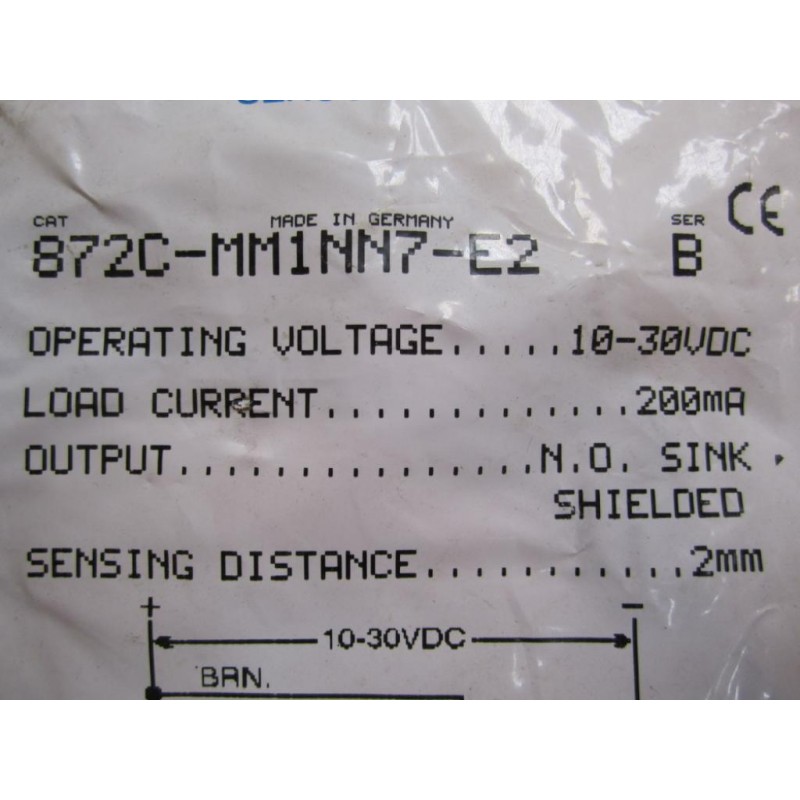 CAT MADE IN GERMANY SER CE
872C-MM1NN7-E2 B
OPERATING VOLTAGE.....10-30VDC
LOAD CURRENT..............200mA
OUTPUT.................N.O. SINK
SHIELDED
SENSING DISTANCE............2mm
+ −
10-30VDC
BRN.